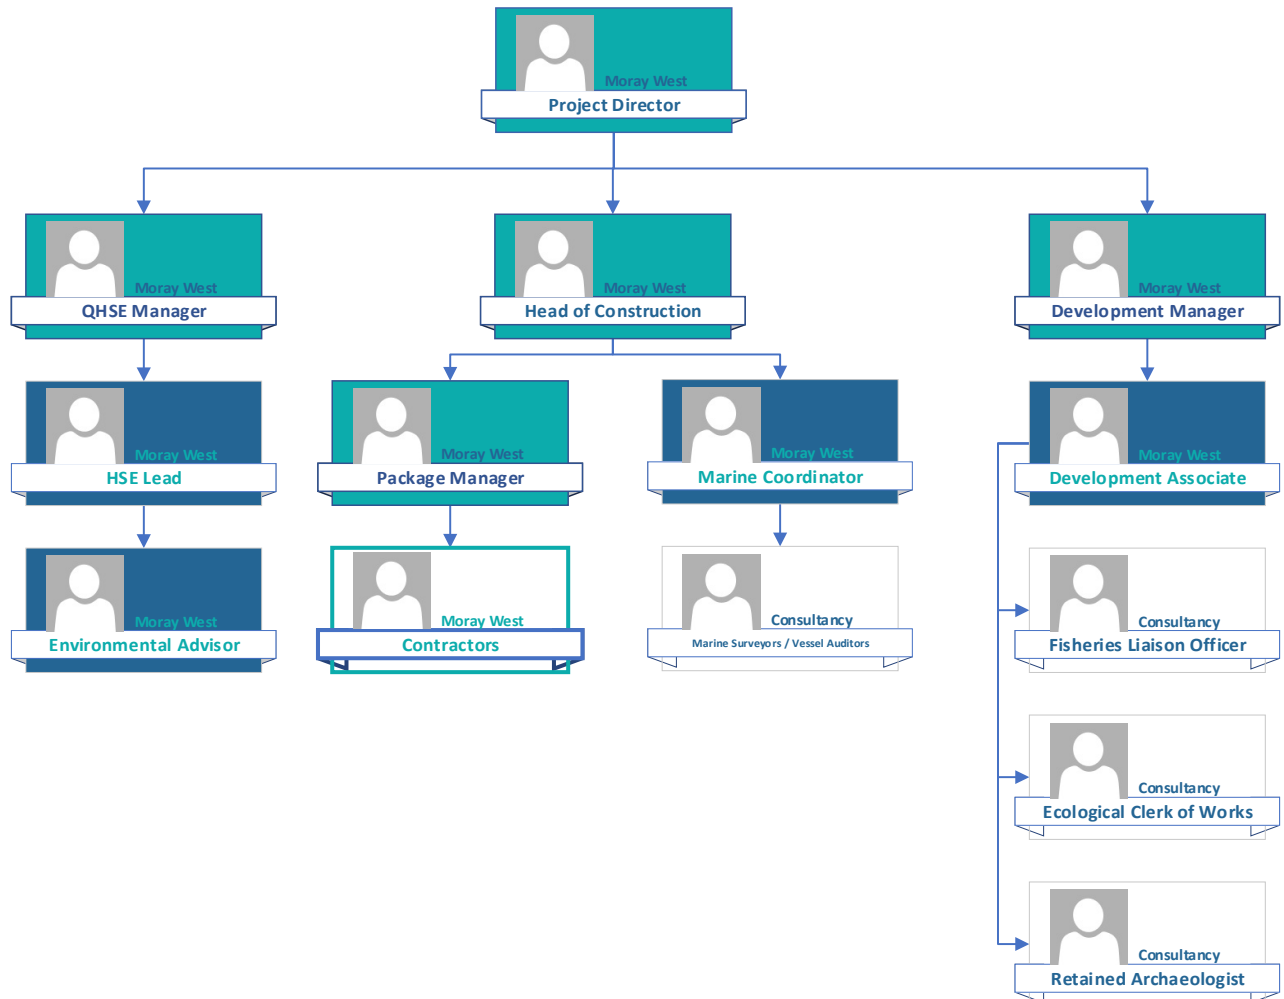 Moray West
Project Director
Moray West
QHSE Manager
Moray West
Head of Construction
Moray West
Development Manager
Moray West
HSE Lead
Moray West
Package Manager
Moray West
Marine Coordinator
Moray West
Development Associate
Moray West
Environmental Advisor
Moray West
Contractors
Consultancy
Marine Surveyors / Vessel Auditors
Consultancy
Fisheries Liaison Officer
Consultancy
Ecological Clerk of Works
Consultancy
Retained Archaeologist